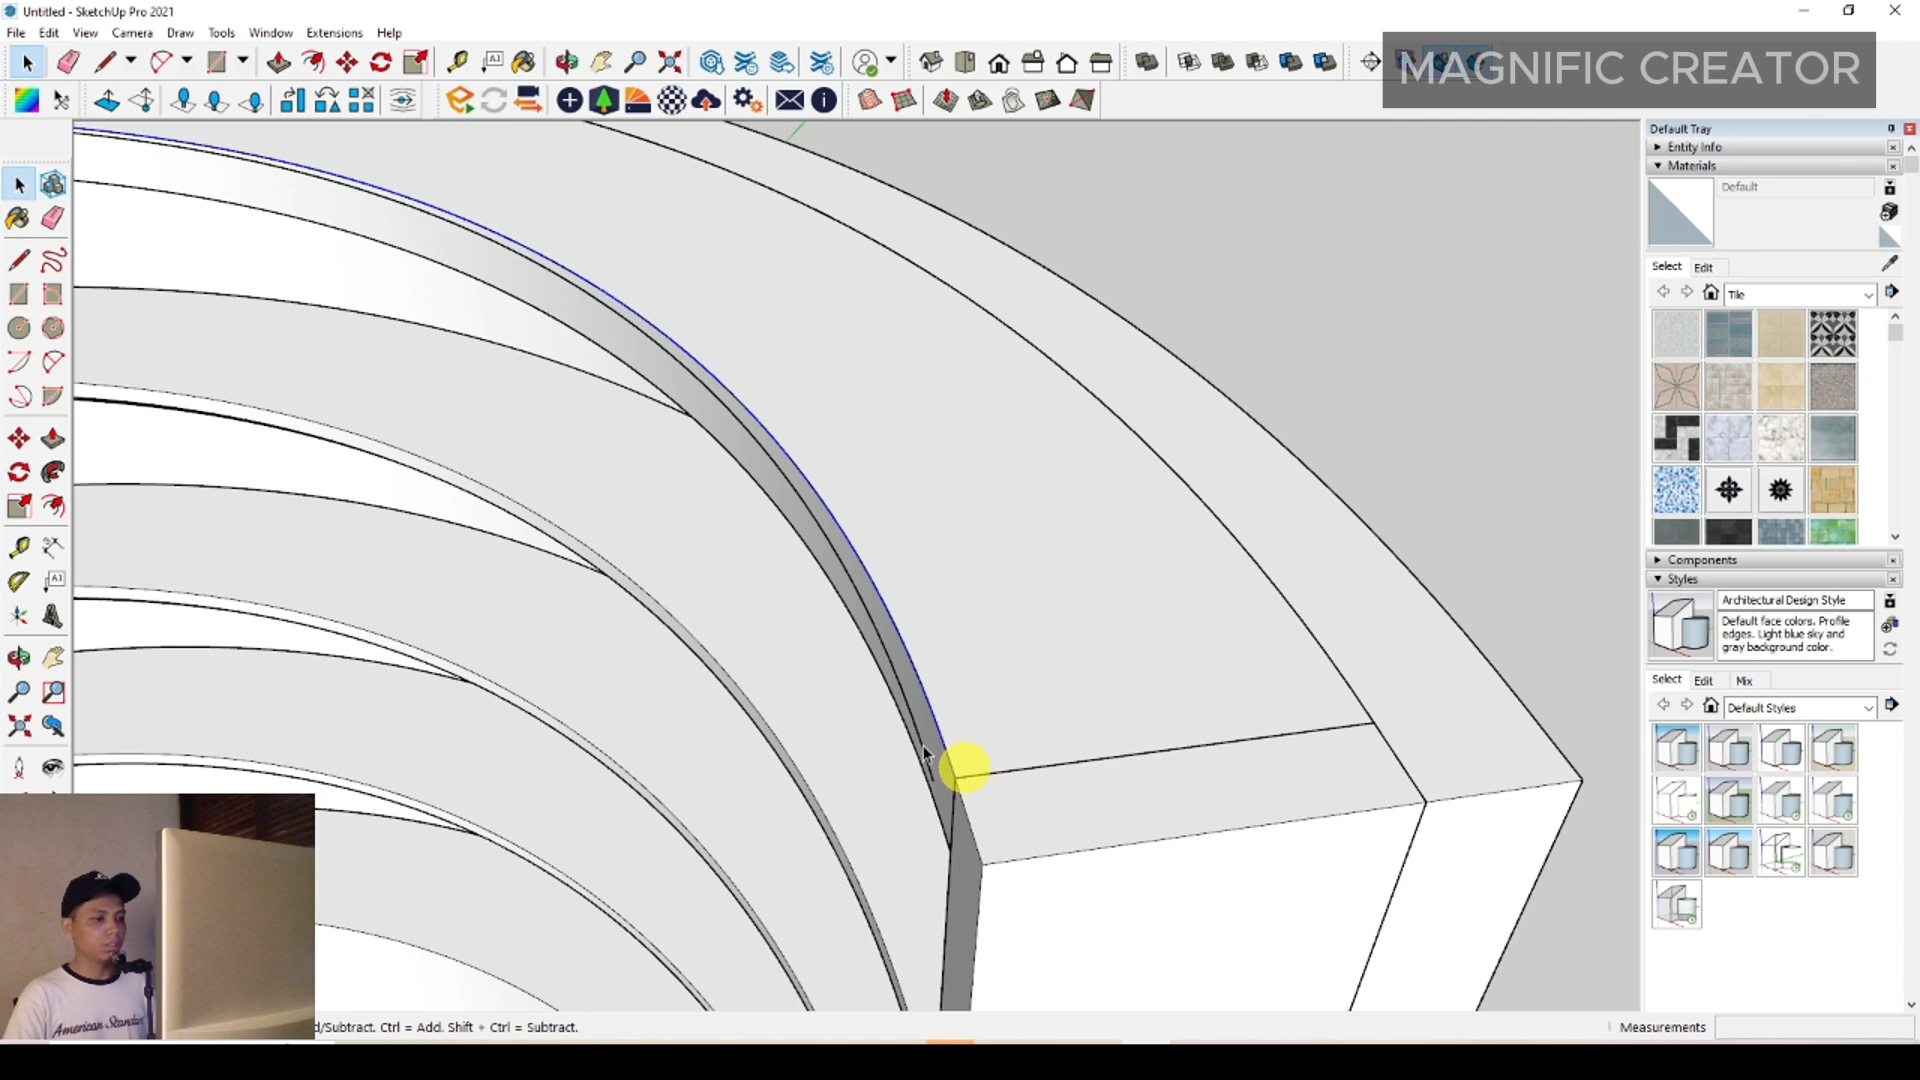 Untitled - SketchUp Pro 2021
File Edit View Camera Draw Tools Window Extensions Help
MAGNIFIC CREATOR
Default Tray
Entity Info
Materials
Default
Select Edit
Tile
Components
Styles
Architectural Design Style
Default face colors. Profile edges. Light blue sky and gray background color.
Select Edit Mix
Default Styles
American Standard
d/Subtract. Ctrl = Add. Shift + Ctrl = Subtract.
Measurements